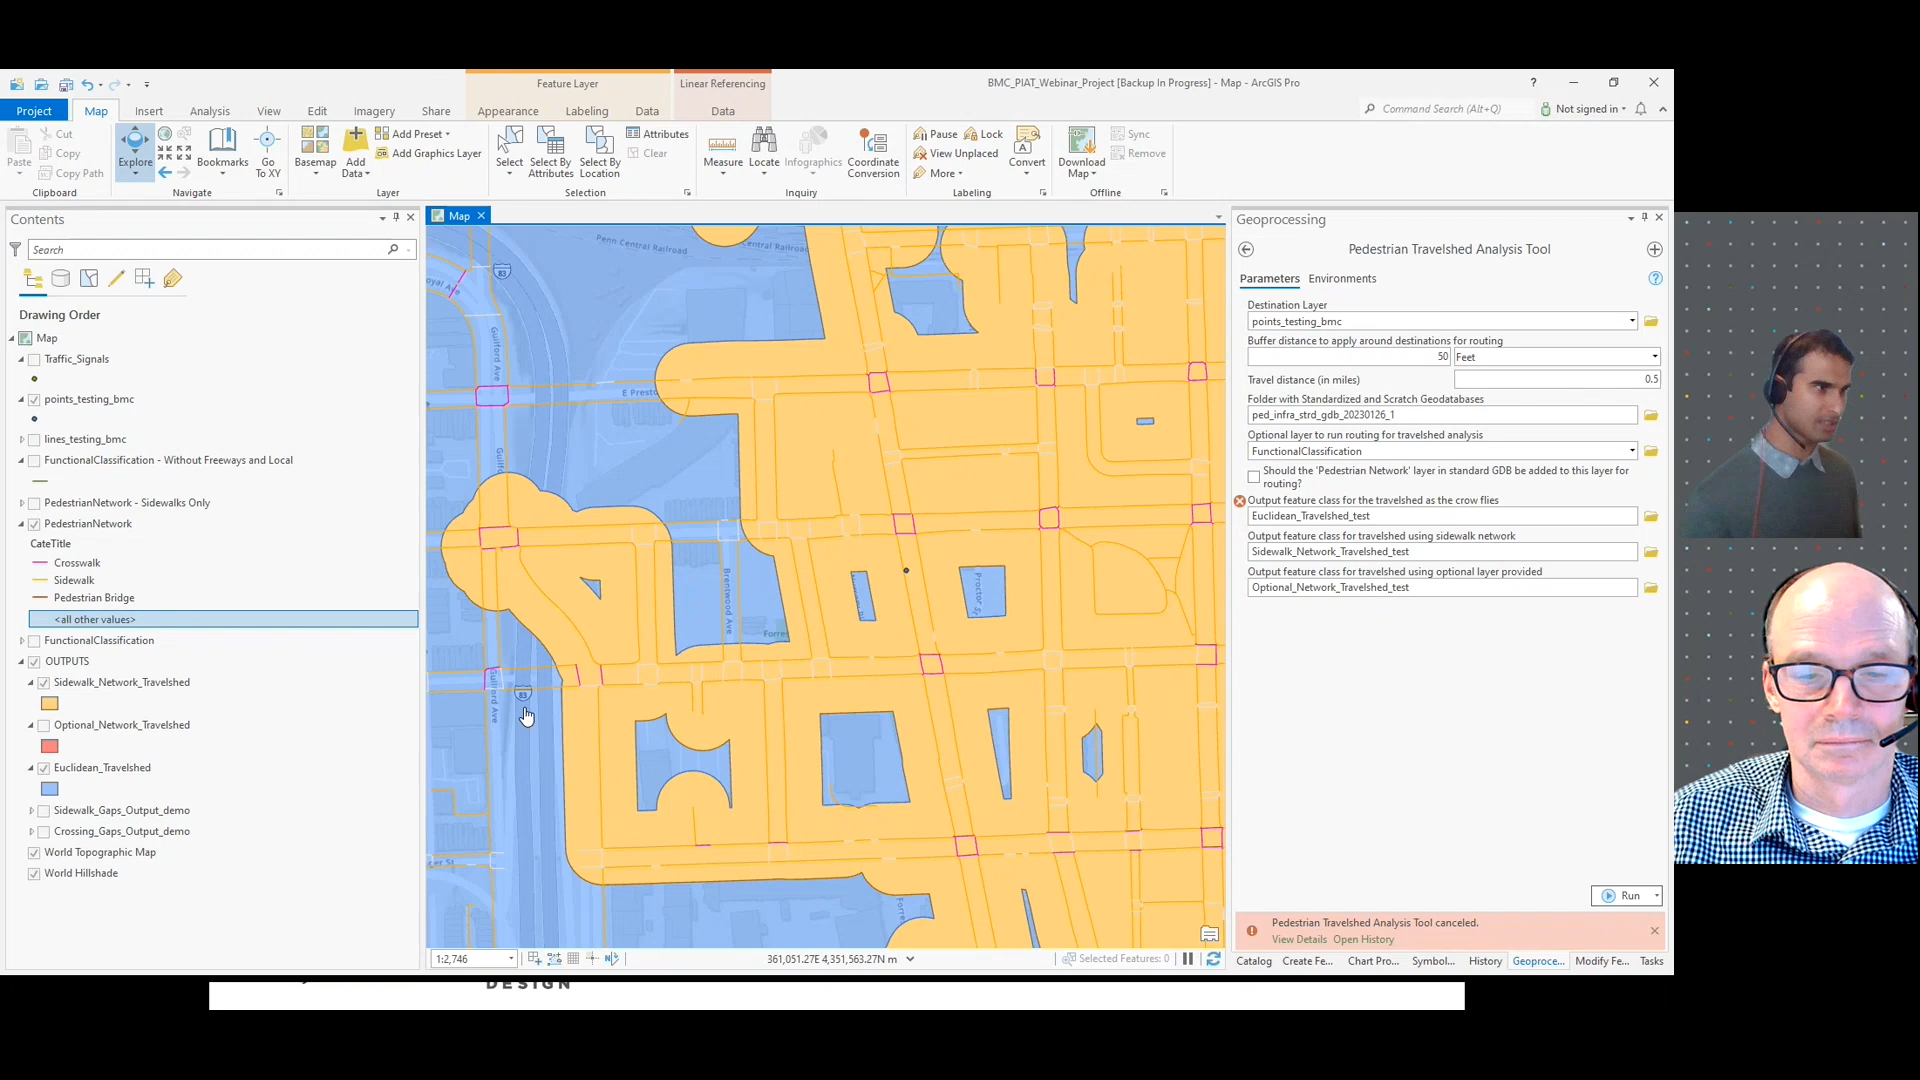 Feature Layer
Linear Referencing
BMC_PIAT_Webinar_Project [Backup In Progress] - Map - ArcGIS Pro
?
Project
Map
Insert
Analysis
View
Edit
Imagery
Share
Appearance
Labeling
Data
Data
Command Search (Alt+Q)
Not signed in
Paste
Cut
Copy
Copy Path
Clipboard
Explore
Bookmarks
Go
To XY
Navigate
Basemap
Add
Data
Add Preset
Add Graphics Layer
Layer
Select
Select By
Attributes
Select By
Location
Attributes
Clear
Selection
Measure
Locate
Infographics
Coordinate
Conversion
Inquiry
Pause
Lock
View Unplaced
More
Convert
Labeling
Download
Map
Sync
Remove
Offline
Contents
Search
Drawing Order
Map
Traffic_Signals
points_testing_bmc
lines_testing_bmc
FunctionalClassification - Without Freeways and Local
PedestrianNetwork - Sidewalks Only
PedestrianNetwork
CateTitle
Crosswalk
Sidewalk
Pedestrian Bridge
<all other values>
FunctionalClassification
OUTPUTS
Sidewalk_Network_Travelshed
Optional_Network_Travelshed
Euclidean_Travelshed
Sidewalk_Gaps_Output_demo
Crossing_Gaps_Output_demo
World Topographic Map
World Hillshade
Map
Penn Central Railroad
Central Railroad
83
Guilford Ave
E Presto
Guilfo
Brentwood Ave
Proctor St
Forre
83
Guilford Ave
Forre
1:2,746
361,051.27E 4,351,563.27N m
Selected Features: 0
Geoprocessing
Pedestrian Travelshed Analysis Tool
Parameters
Environments
?
Destination Layer
points_testing_bmc
Buffer distance to apply around destinations for routing
50
Feet
Travel distance (in miles)
0.5
Folder with Standardized and Scratch Geodatabases
ped_infra_strd_gdb_20230126_1
Optional layer to run routing for travelshed analysis
FunctionalClassification
Should the 'Pedestrian Network' layer in standard GDB be added to this layer for
routing?
Output feature class for the travelshed as the crow flies
Euclidean_Travelshed_test
Output feature class for travelshed using sidewalk network
Sidewalk_Network_Travelshed_test
Output feature class for travelshed using optional layer provided
Optional_Network_Travelshed_test
Run
Pedestrian Travelshed Analysis Tool canceled.
View Details Open History
Catalog
Create Fe...
Chart Pro...
Symbol...
History
Geoproce...
Modify Fe...
Tasks
DESIGN